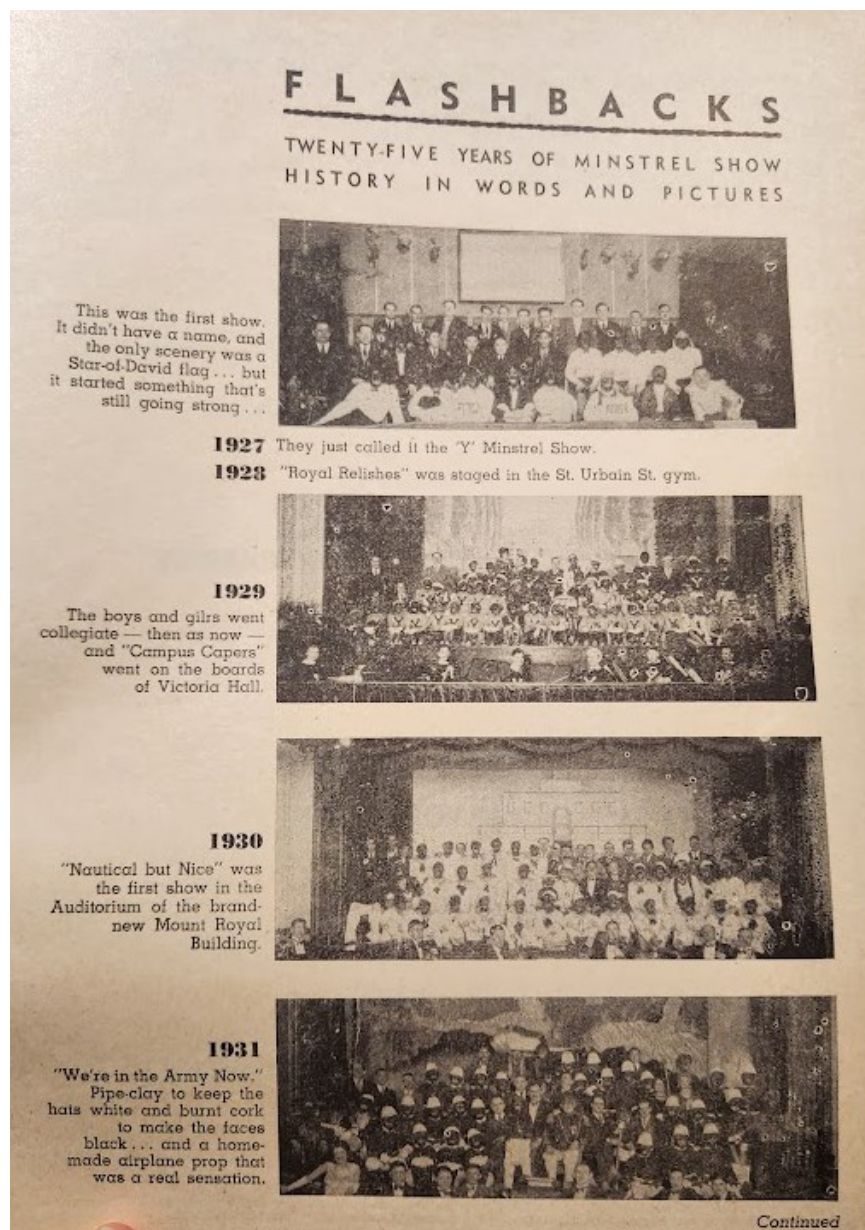 FLASHBACKS
TWENTY-FIVE YEARS OF MINSTREL SHOW
HISTORY IN WORDS AND PICTURES
This was the first show.
It didn't have a name, and
the only scenery was a
Star-of-David flag . . . but
it started something that's
still going strong . . .
1927 They just called it the 'Y' Minstrel Show.
1928 "Royal Relishes" was staged in the St. Urbain St. gym.
1929
The boys and gilrs went
collegiate — then as now —
and "Campus Capers"
went on the boards
of Victoria Hall.
1930
"Nautical but Nice" was
the first show in the
Auditorium of the brand-
new Mount Royal
Building.
1931
"We're in the Army Now."
Pipe-clay to keep the
hats white and burnt cork
to make the faces
black . . . and a home-
made airplane prop that
was a real sensation.
Continued